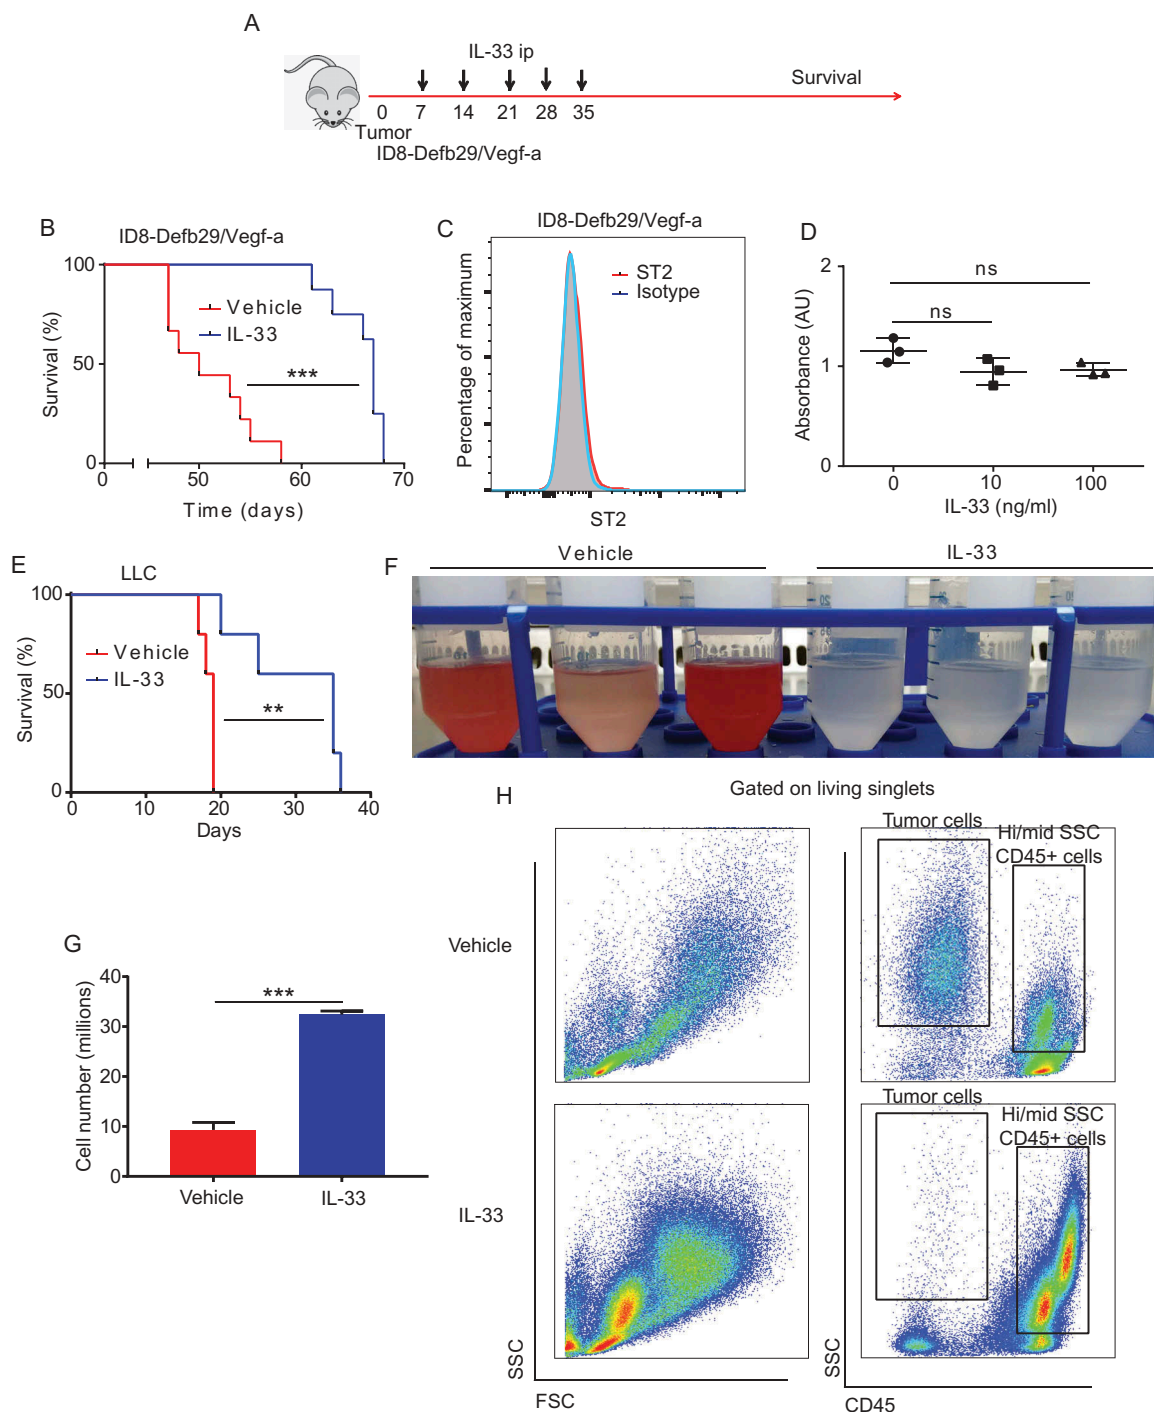 A
IL-33 ip
Survival
0 7 14 21 28 35
Tumor
ID8-Defb29/Vegf-a
B
ID8-Defb29/Vegf-a
Survival (%)
100
50
0
Vehicle
IL-33
***
0 50 60 70
Time (days)
C
ID8-Defb29/Vegf-a
Percentage of maximum
ST2
Isotype
ST2
D
Absorbance (AU)
2
1
0
ns
ns
0 10 100
IL-33 (ng/ml)
E
LLC
Survival (%)
100
50
0
Vehicle
IL-33
**
0 10 20 30 40
Days
F
Vehicle IL-33
G
Cell number (millions)
40
30
20
10
0
***
Vehicle IL-33
H
Gated on living singlets
Tumor cells
Hi/mid SSC
CD45+ cells
Vehicle
Tumor cells
Hi/mid SSC
CD45+ cells
IL-33
SSC
FSC
SSC
CD45